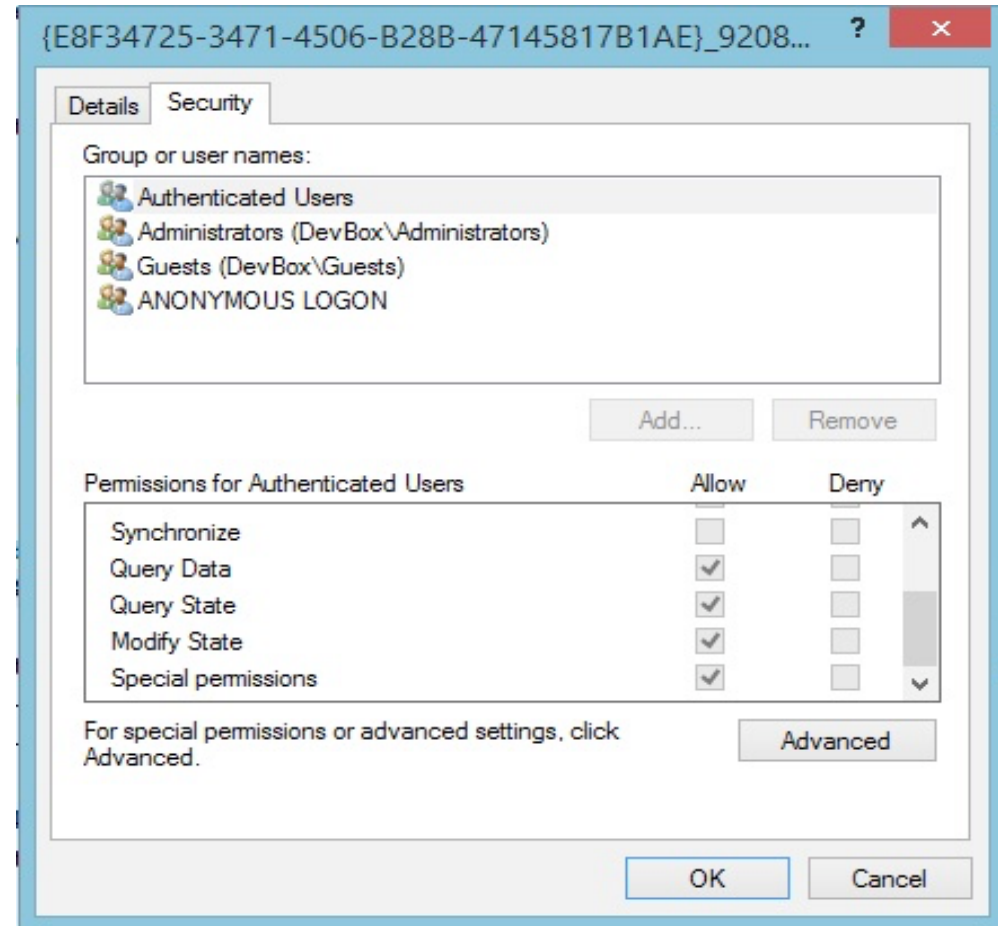 {E8F34725-3471-4506-B28B-47145817B1AE}_9208...
?
Details
Security
Group or user names:
Authenticated Users
Administrators (DevBox\Administrators)
Guests (DevBox\Guests)
ANONYMOUS LOGON
Add...
Remove
Permissions for Authenticated Users
Allow
Deny
Synchronize
Query Data
Query State
Modify State
Special permissions
For special permissions or advanced settings, click
Advanced.
Advanced
OK
Cancel